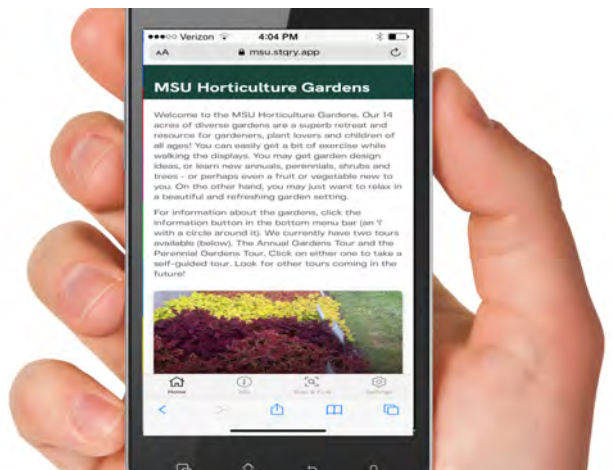 ●●●○○ Verizon 4:04 PM
AA msu.stqry.app
MSU Horticulture Gardens
Welcome to the MSU Horticulture Gardens. Our 14
acres of diverse gardens are a superb retreat and
resource for gardeners, plant lovers and children of
all ages! You can easily get a bit of exercise while
walking the displays. You may get garden design
ideas, or learn new annuals, perennials, shrubs and
trees - or perhaps even a fruit or vegetable new to
you. On the other hand, you may just want to relax in
a beautiful and refreshing garden setting.
For information about the gardens, click the
information button in the bottom menu bar (an 'i'
with a circle around it). We currently have two tours
available (below), The Annual Gardens Tour and the
Perennial Gardens Tour. Click on either one to take a
self-guided tour. Look for other tours coming in the
future!
Home Info Settings